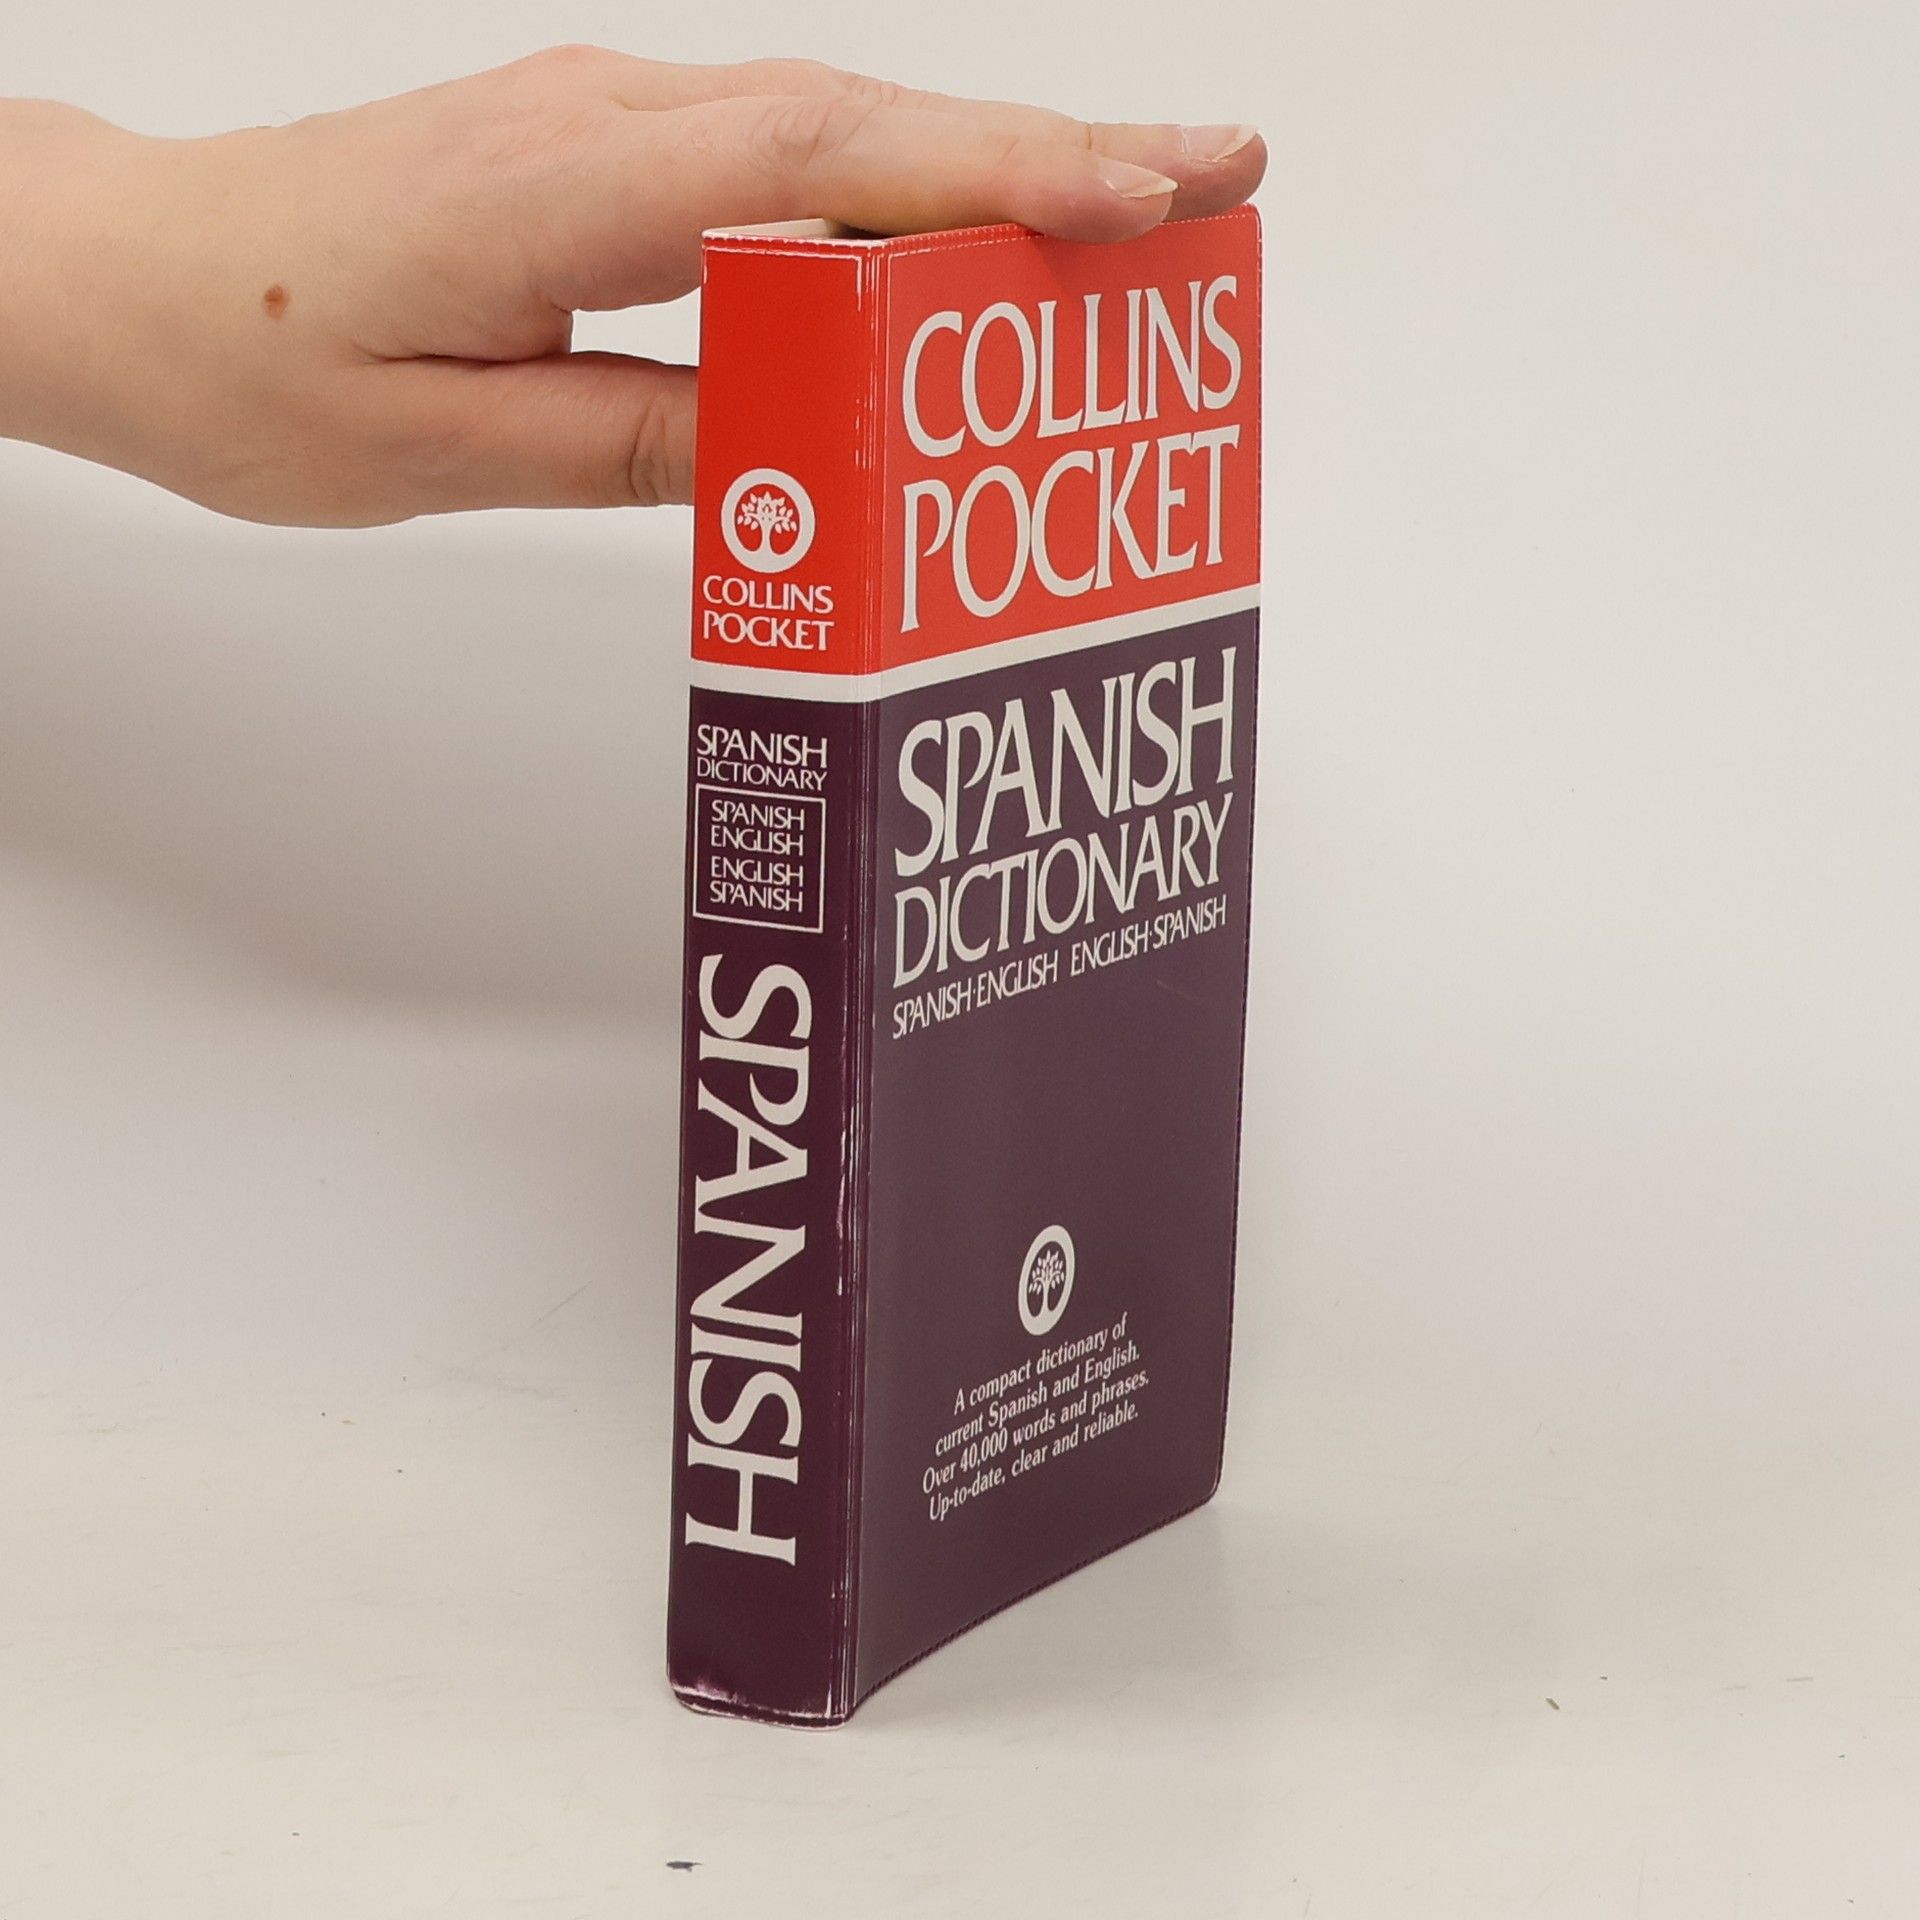 COLLINS
POCKET
SPANISH
DICTIONARY
SPANISH
ENGLISH
ENGLISH
SPANISH
SPANISH
COLLINS
POCKET
SPANISH
DICTIONARY
SPANISH·ENGLISH ENGLISH·SPANISH
A compact dictionary of
current Spanish and English.
Over 40,000 words and phrases.
Up-to-date, clear and reliable.